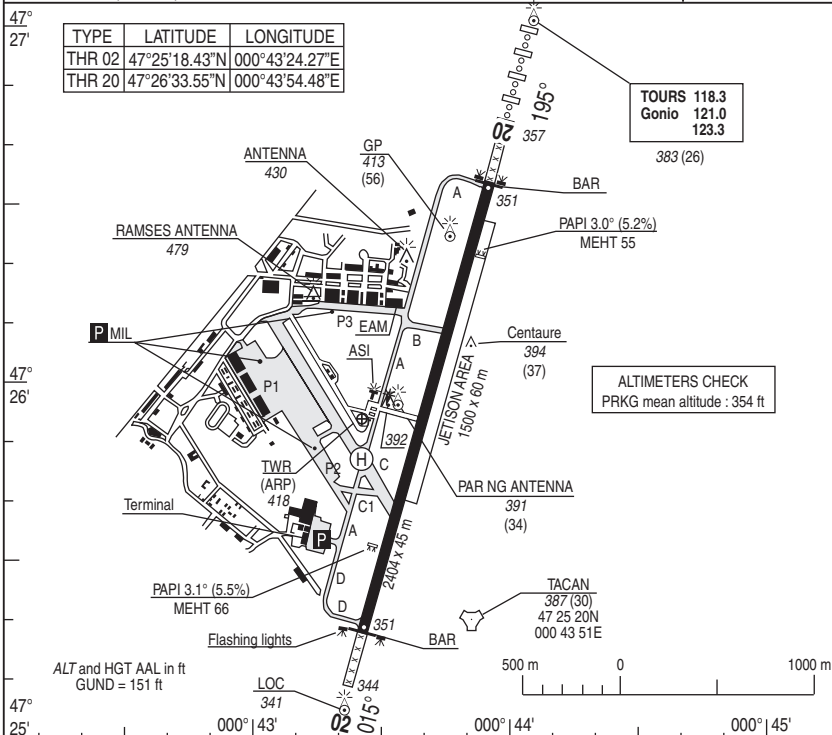 47°
27'
TYPE LATITUDE LONGITUDE
THR 02 47°25'18.43"N 000°43'24.27"E
THR 20 47°26'33.55"N 000°43'54.48"E
TOURS 118.3
Gonio 121.0
123.3
383 (26)
195°
20
357
ANTENNA
430
GP
413
(56)
A
BAR
351
RAMSES ANTENNA
479
PAPI 3.0° (5.2%)
MEHT 55
P MIL
P3
EAM
B
ASI
A
Centaure
394
(37)
47°
26'
P1
JETISON AREA
1500 x 60 m
ALTIMETERS CHECK
PRKG mean altitude : 354 ft
392
H
C
TWR
(ARP)
418
P2
PAR NG ANTENNA
391
(34)
Terminal
C1
P
A
2404 x 45 m
PAPI 3.1° (5.5%)
MEHT 66
D
D
TACAN
387 (30)
47 25 20N
000 43 51E
351
Flashing lights
BAR
ALT and HGT AAL in ft
GUND = 151 ft
344
500 m 0 1000 m
LOC
341
02
015°
47°
25'
000°43' 000°44' 000°45'